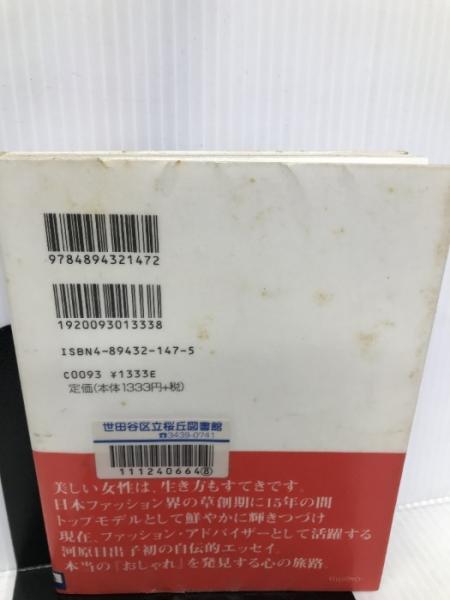 9784894321472
1920093013338
ISBN4-89432-147-5
C0093 ¥1333E
定価(本体1333円+税)
世田谷区立桜丘図書館
☎3439-0741
1112406648
美しい女性は、生き方もすてきです。
日本ファッション界の草創期に15年の間
トップモデルとして鮮やかに輝きつづけ
現在、ファッション・アドバイザーとして活躍する
河原日出子初の自伝的エッセイ。
本当の「おしゃれ」を発見する心の旅路。